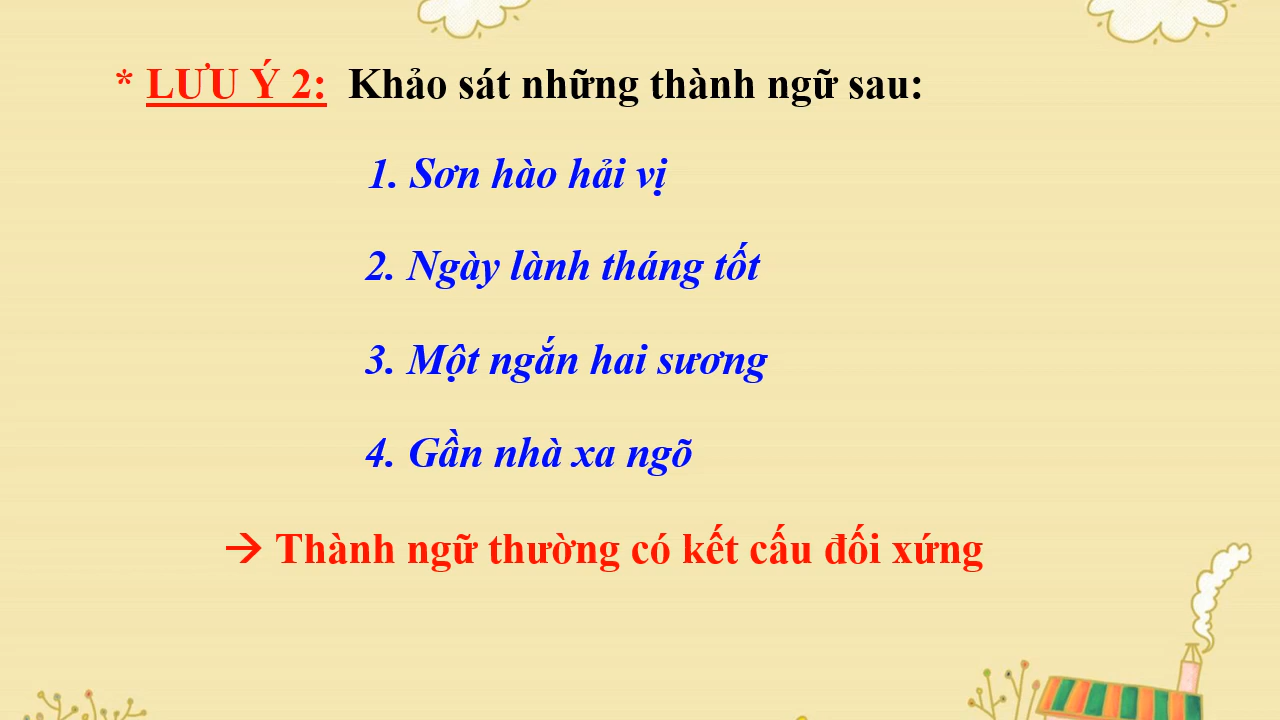 * LƯU Ý 2: Khảo sát những thành ngữ sau:
1. Sơn hào hải vị
2. Ngày lành tháng tốt
3. Một ngắn hai sương
4. Gần nhà xa ngõ
→ Thành ngữ thường có kết cấu đối xứng